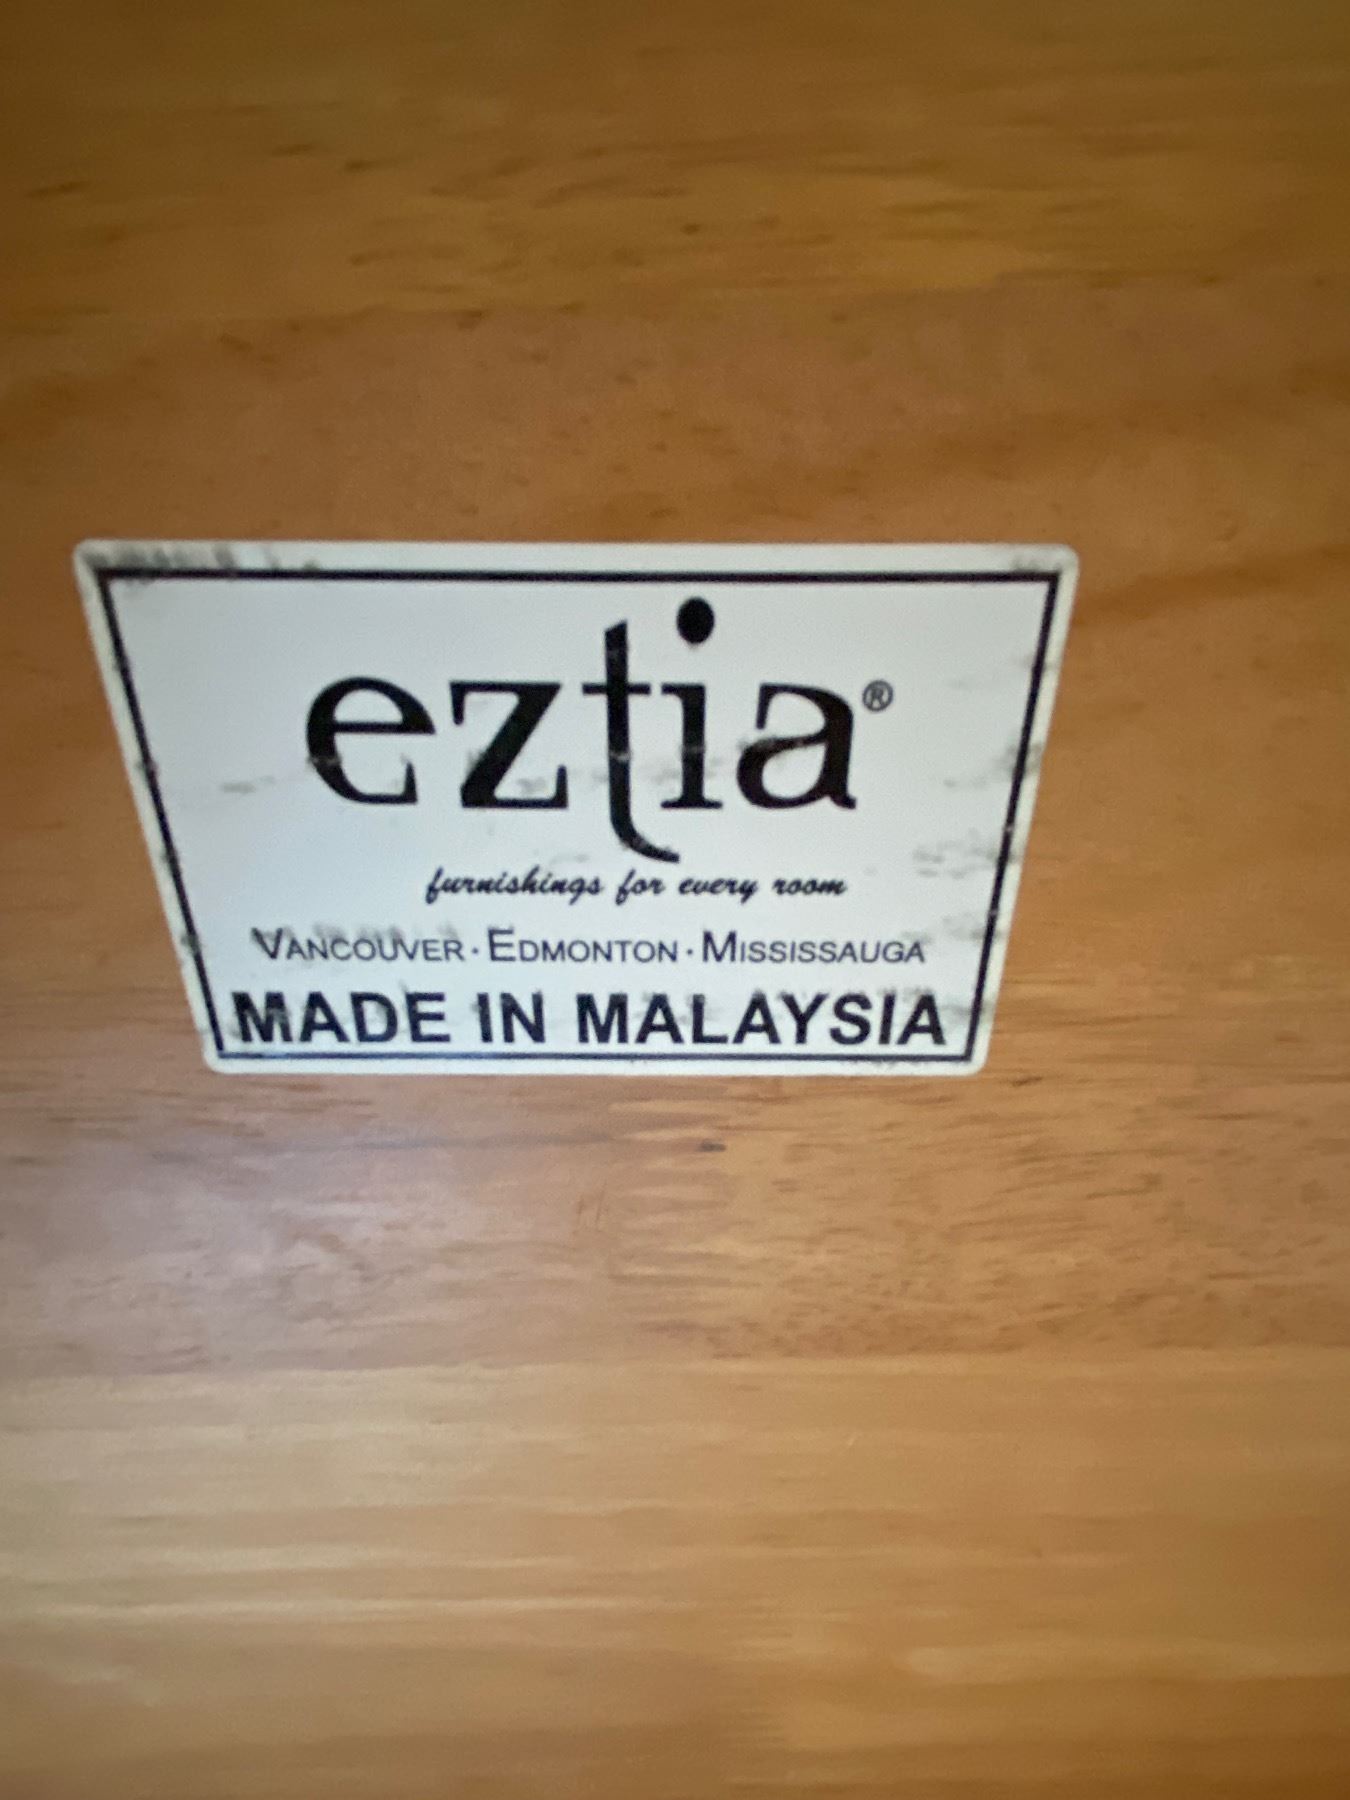 eztia®
furnishings for every room
VANCOUVER · EDMONTON · MISSISSAUGA
MADE IN MALAYSIA